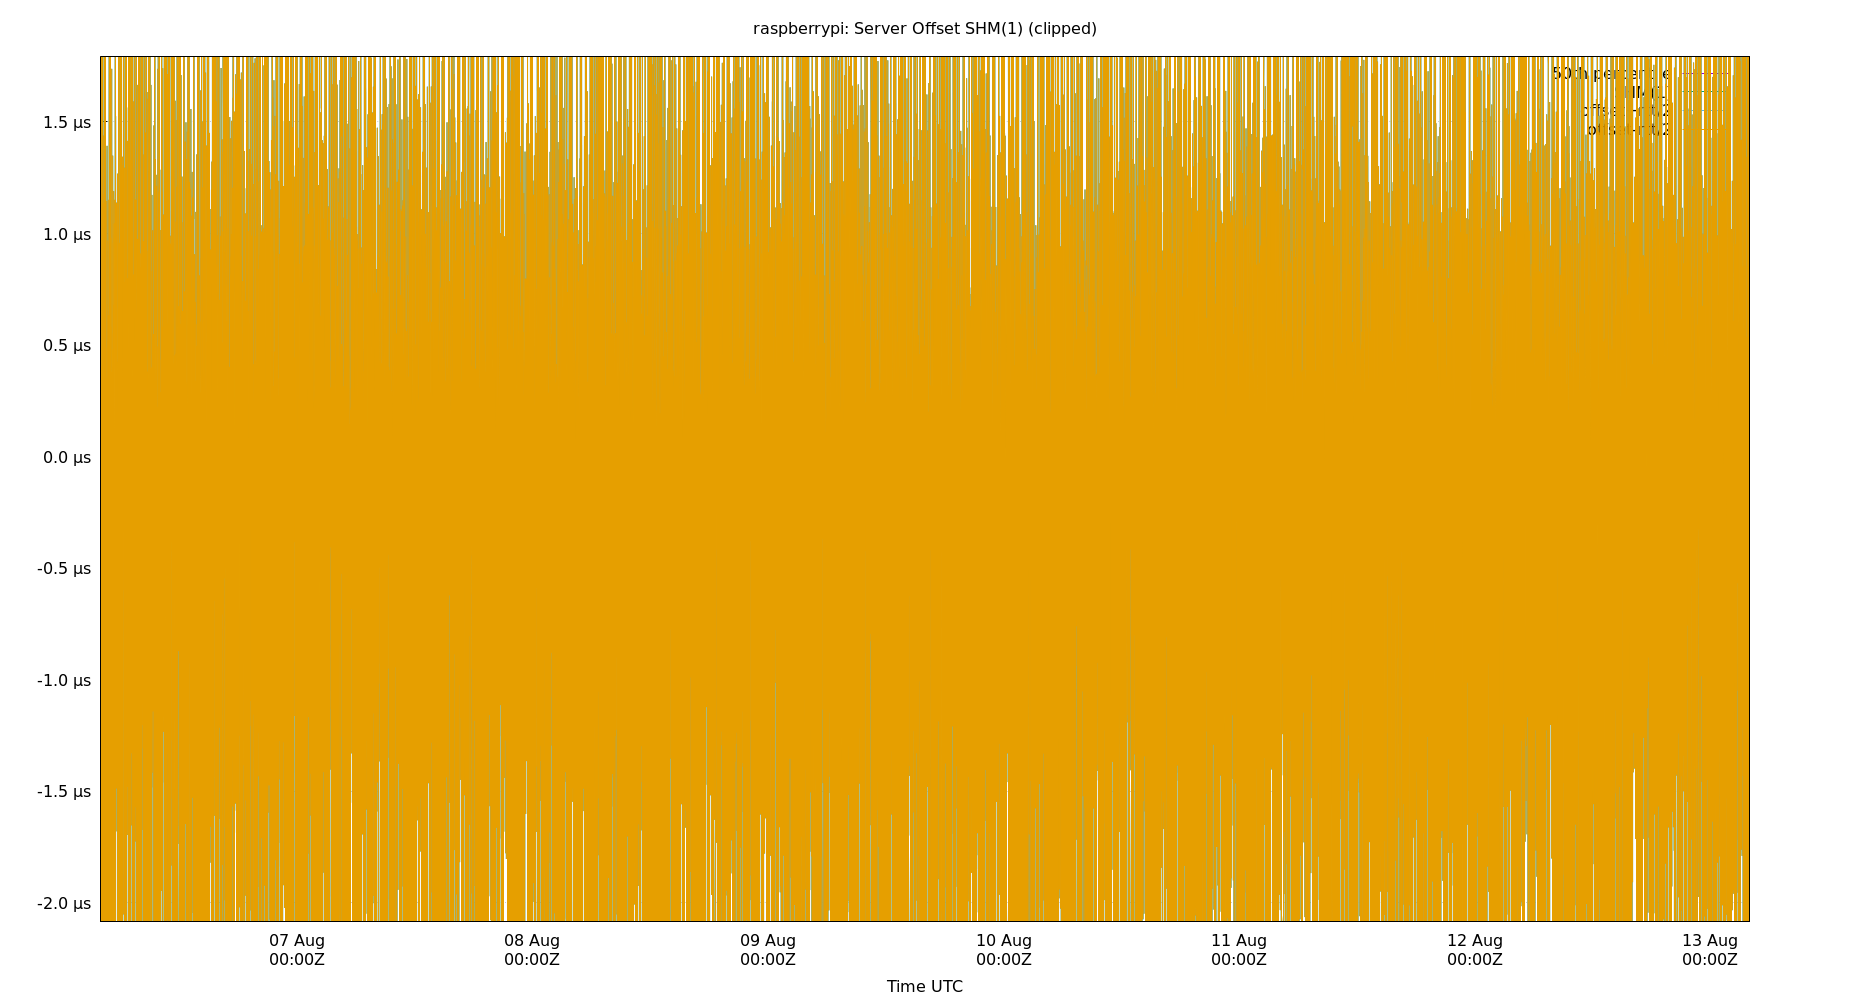 raspberrypi: Server Offset SHM(1) (clipped)
50th percentile
1.5 µs
1.0 µs
0.5 µs
0.0 µs
-0.5 µs
-1.0 µs
-1.5 µs
-2.0 µs
07 Aug 08 Aug 09 Aug 10 Aug 11 Aug 12 Aug 13 Aug
00:00Z 00:00Z 00:00Z 00:00Z 00:00Z 00:00Z 00:00Z
Time UTC